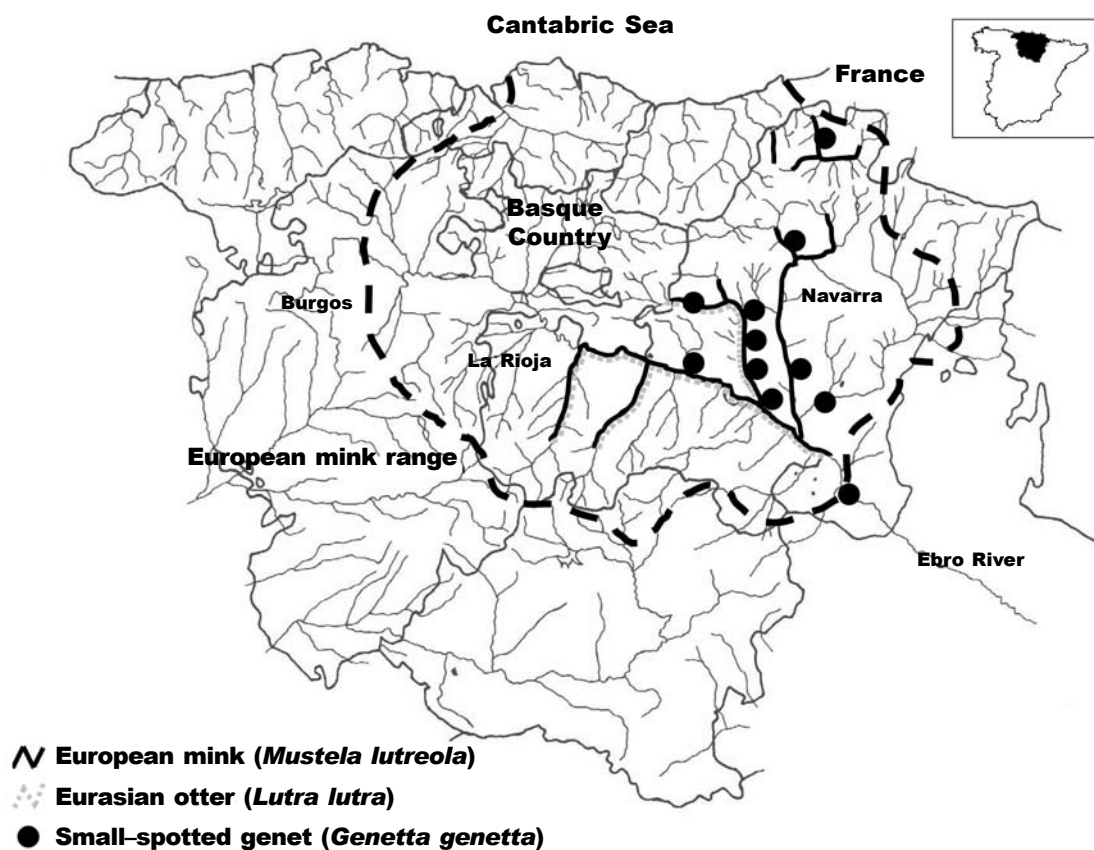 Cantabric Sea
France
Basque
Country
Navarra
Burgos
La Rioja
European mink range
Ebro River
European mink (Mustela lutreola)
Eurasian otter (Lutra lutra)
Small–spotted genet (Genetta genetta)